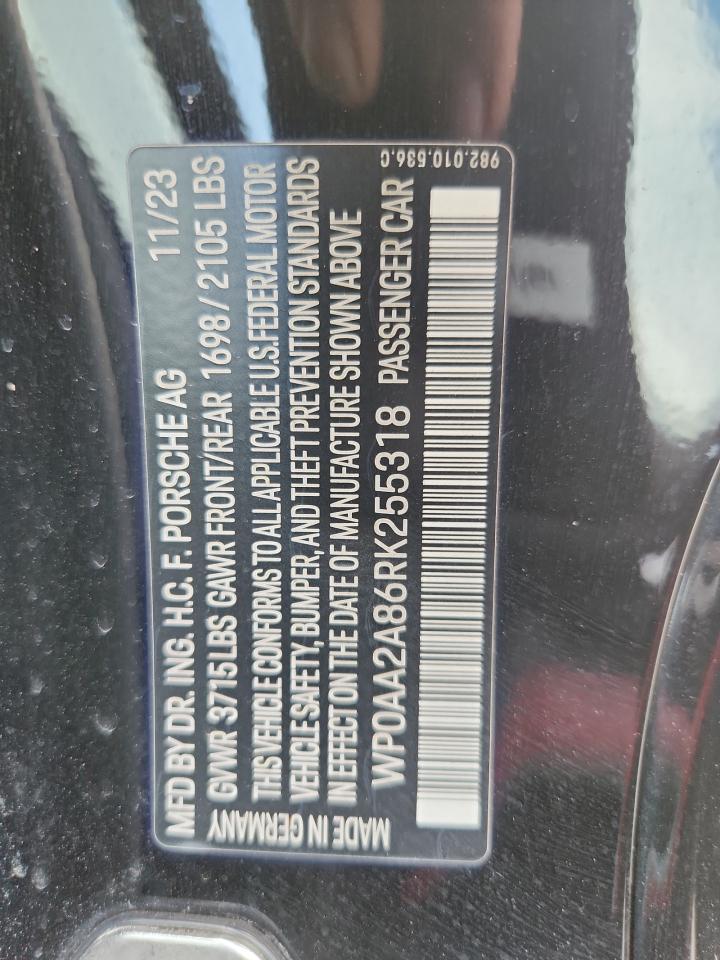 982.010.536.C
MFD BY DR. ING. H.C. F. PORSCHE AG 11/23
GVWR 3715 LBS GAWR FRONT/REAR 1698 / 2105 LBS
THIS VEHICLE CONFORMS TO ALL APPLICABLE U.S. FEDERAL MOTOR
VEHICLE SAFETY, BUMPER, AND THEFT PREVENTION STANDARDS
IN EFFECT ON THE DATE OF MANUFACTURE SHOWN ABOVE
MADE IN GERMANY WP0AA2A86RK255318 PASSENGER CAR